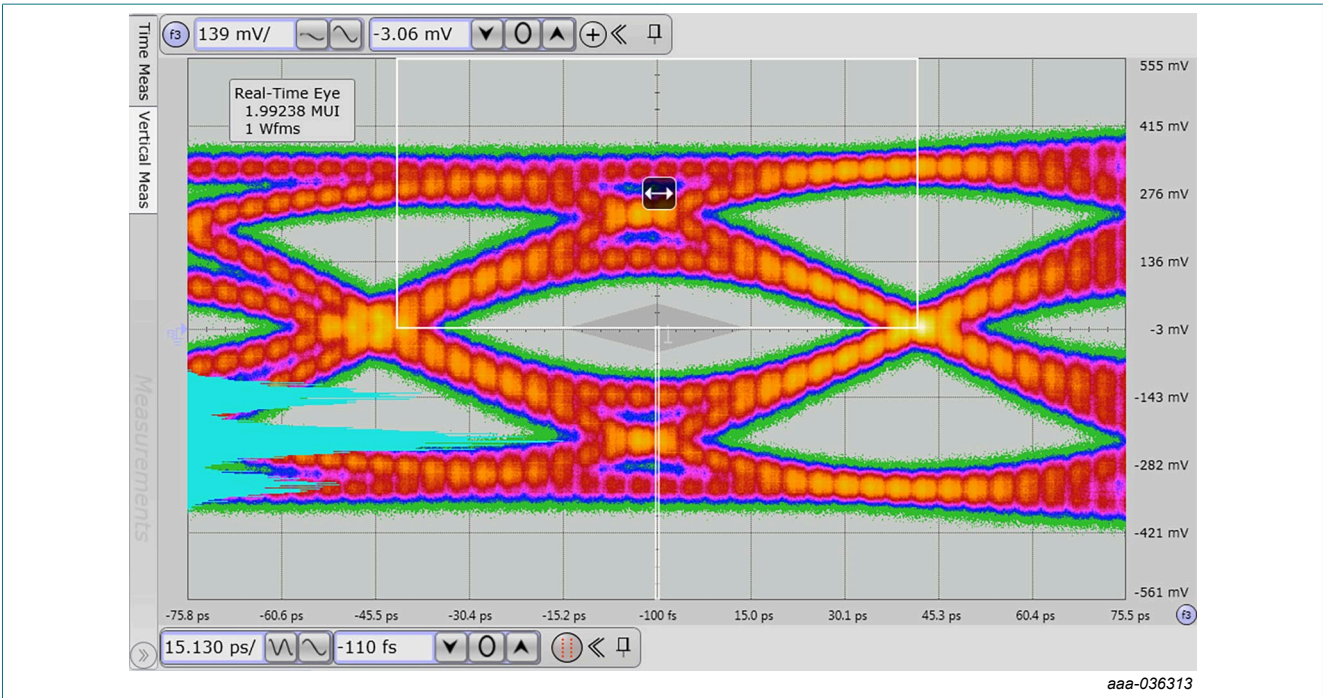 f3 139 mV/ -3.06 mV 0
Time Meas
Vertical Meas
Measurements
Real-Time Eye
1.99238 MUI
1 Wfms
555 mV
415 mV
276 mV
136 mV
-3 mV
-143 mV
-282 mV
-421 mV
-561 mV
1
-75.8 ps -60.6 ps -45.5 ps -30.4 ps -15.2 ps -100 fs 15.0 ps 30.1 ps 45.3 ps 60.4 ps 75.5 ps f3
15.130 ps/ -110 fs 0
aaa-036313